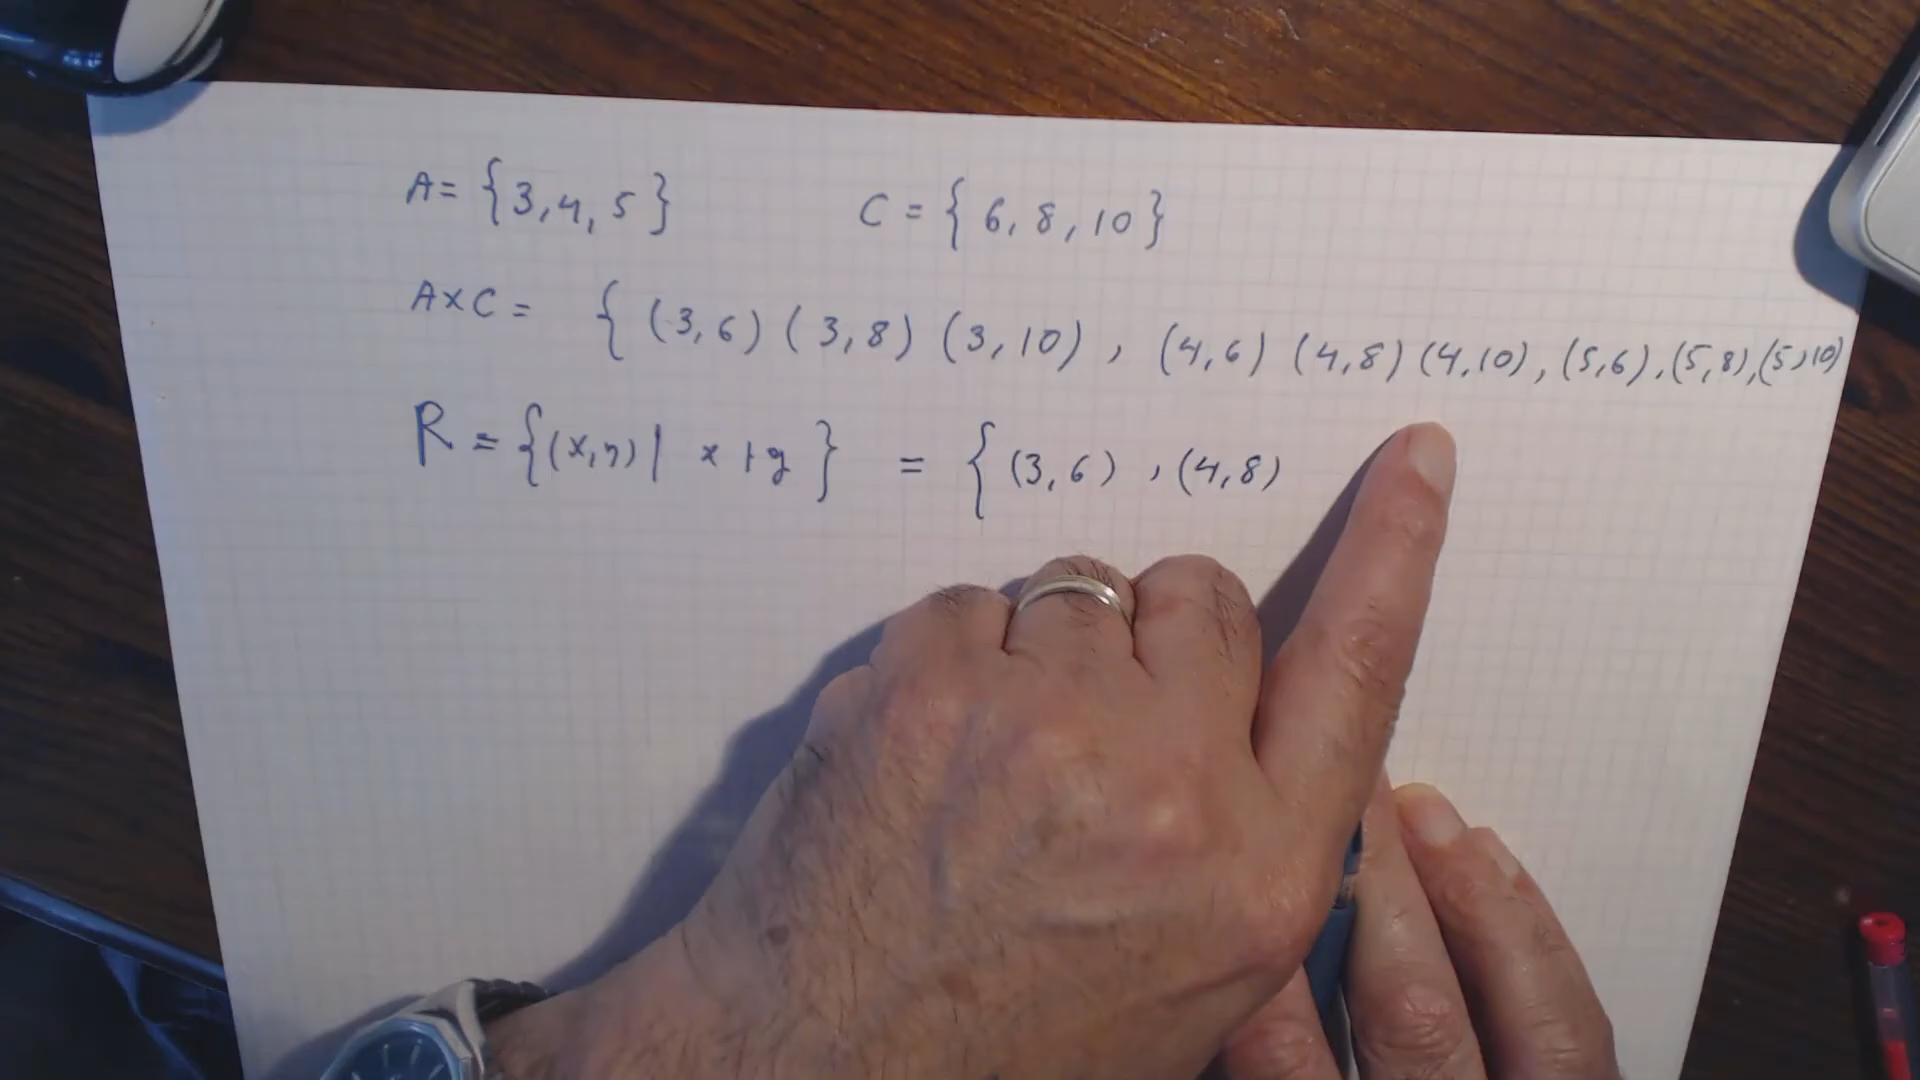 A = {3,4,5} C = {6,8,10}
A×C = { (3,6) (3,8) (3,10) , (4,6) (4,8) (4,10) , (5,6) , (5,8) , (5,10)
R = {(x,y) | x + y } = { (3,6) , (4,8)